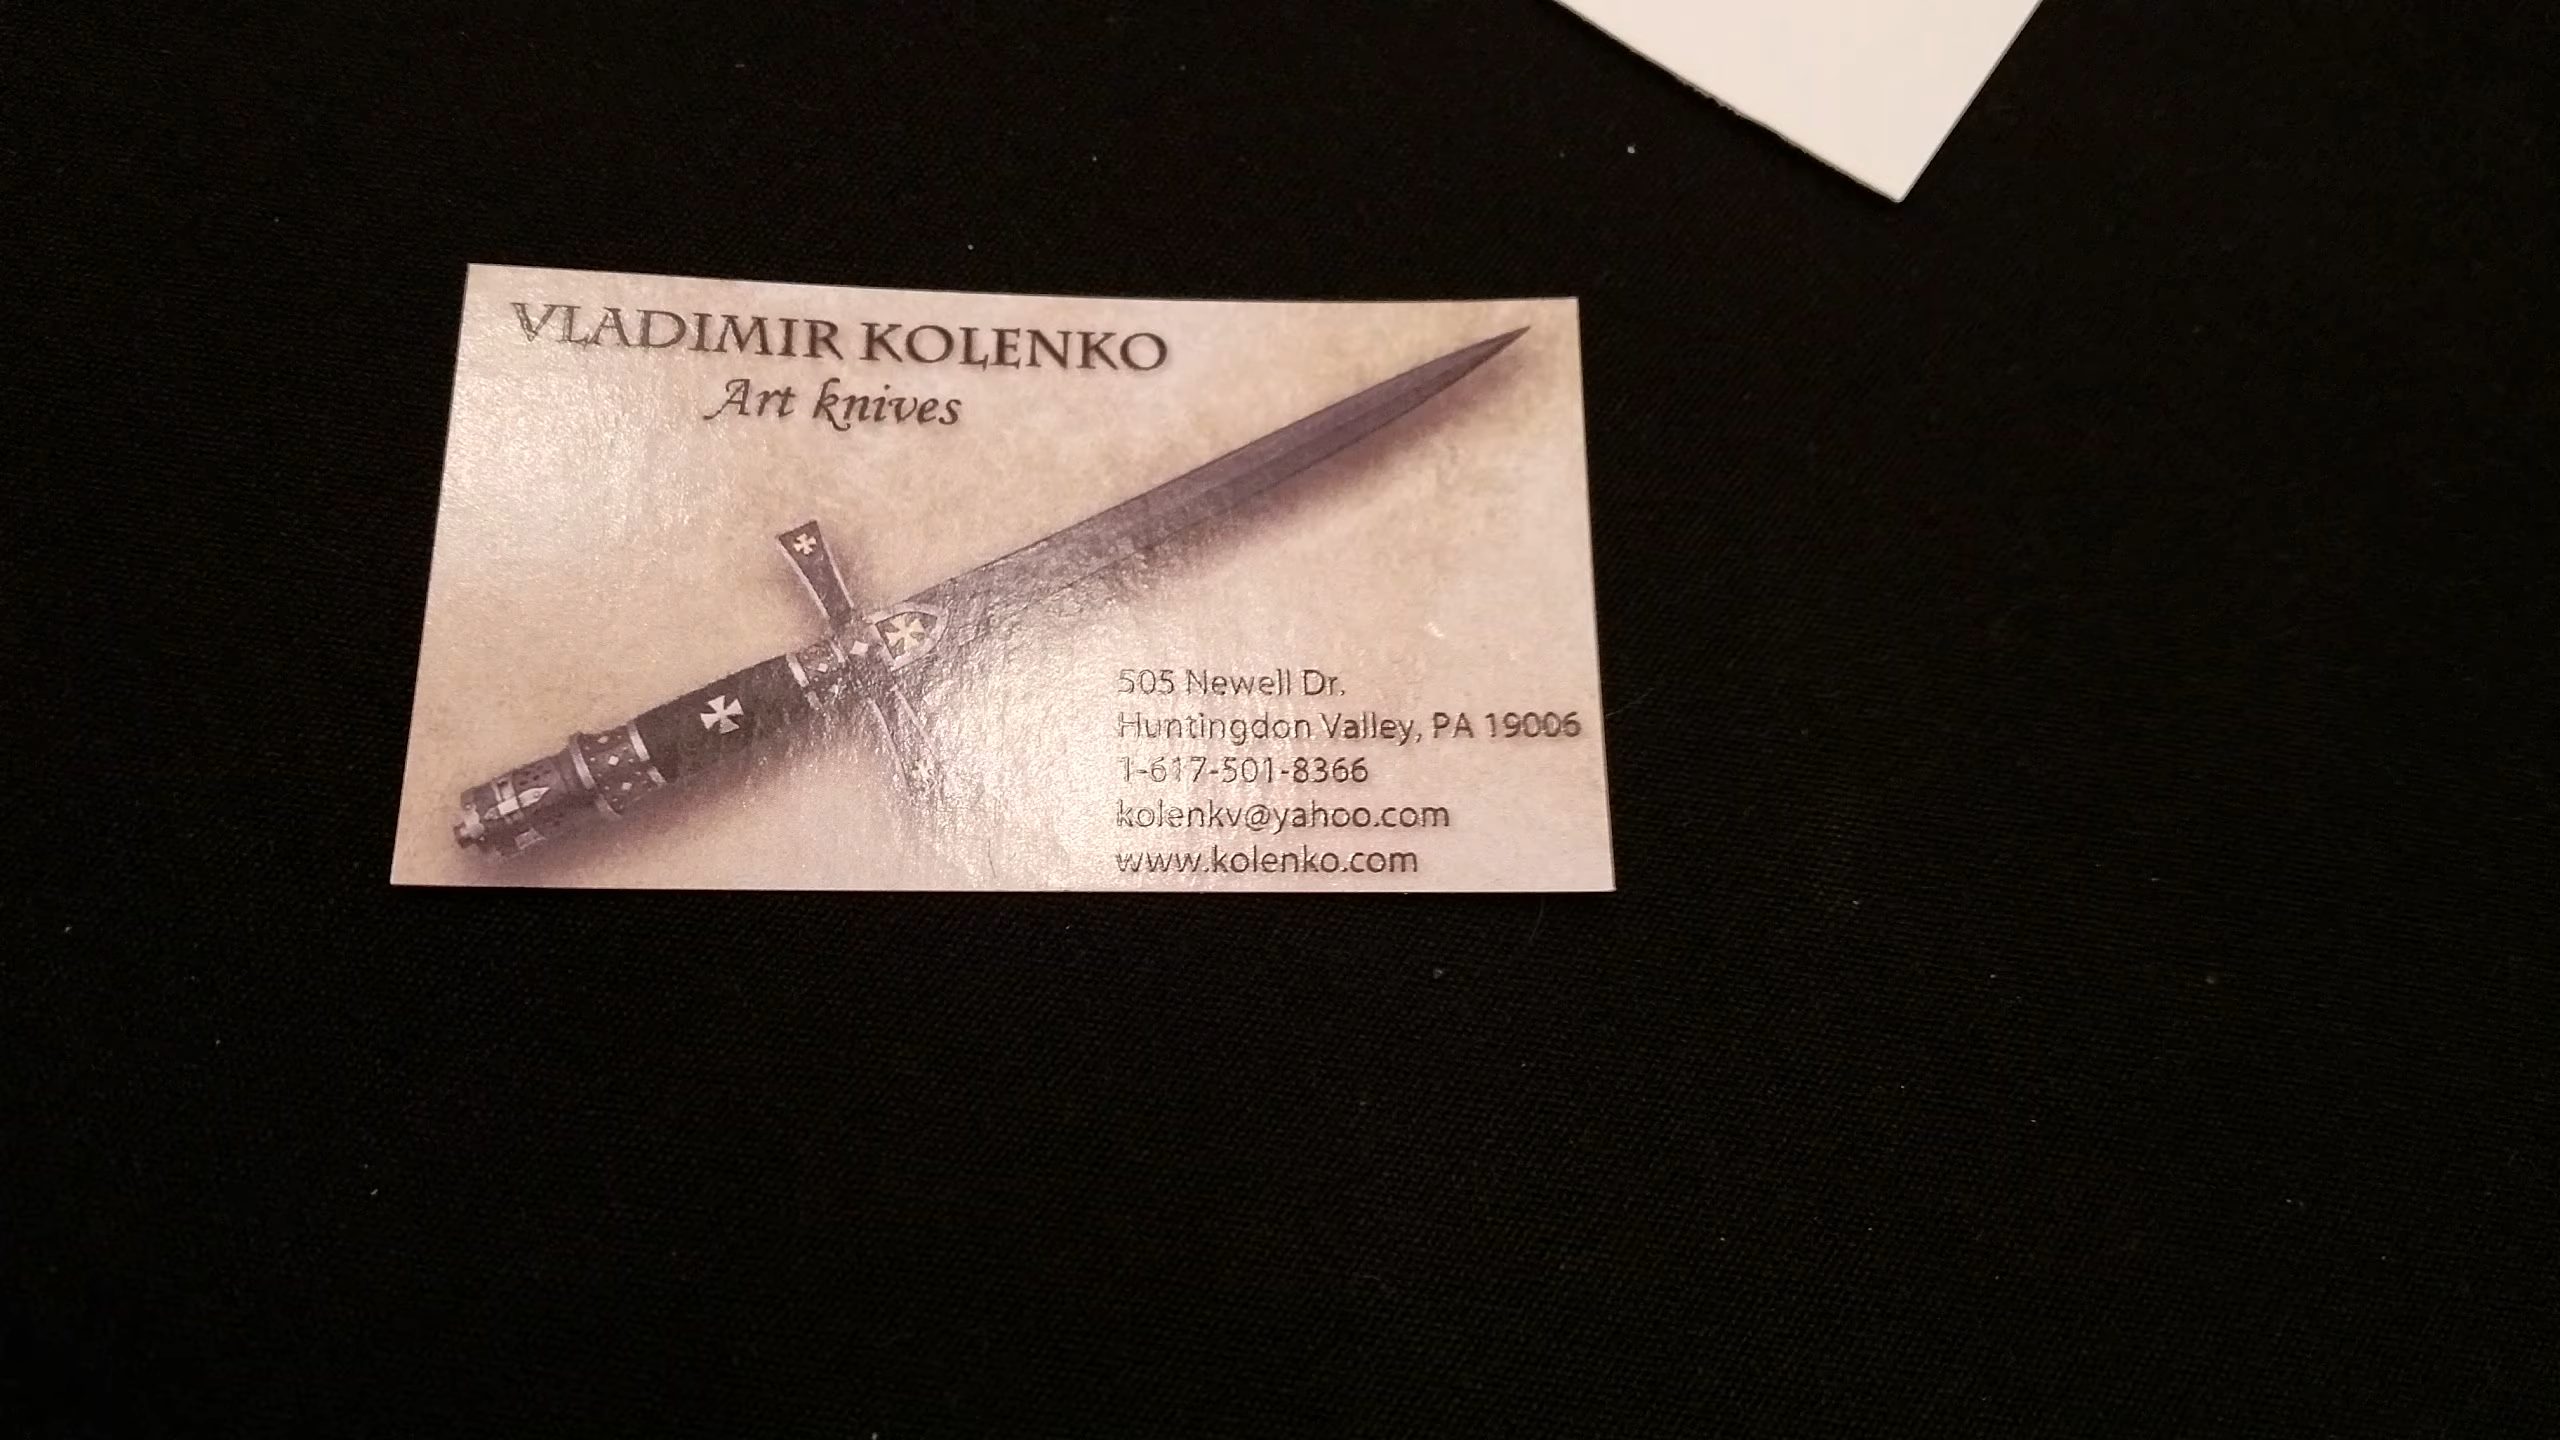 VLADIMIR KOLENKO
Art knives
505 Newell Dr.
Huntingdon Valley, PA 19006
1-617-501-8366
kolenkv@yahoo.com
www.kolenko.com